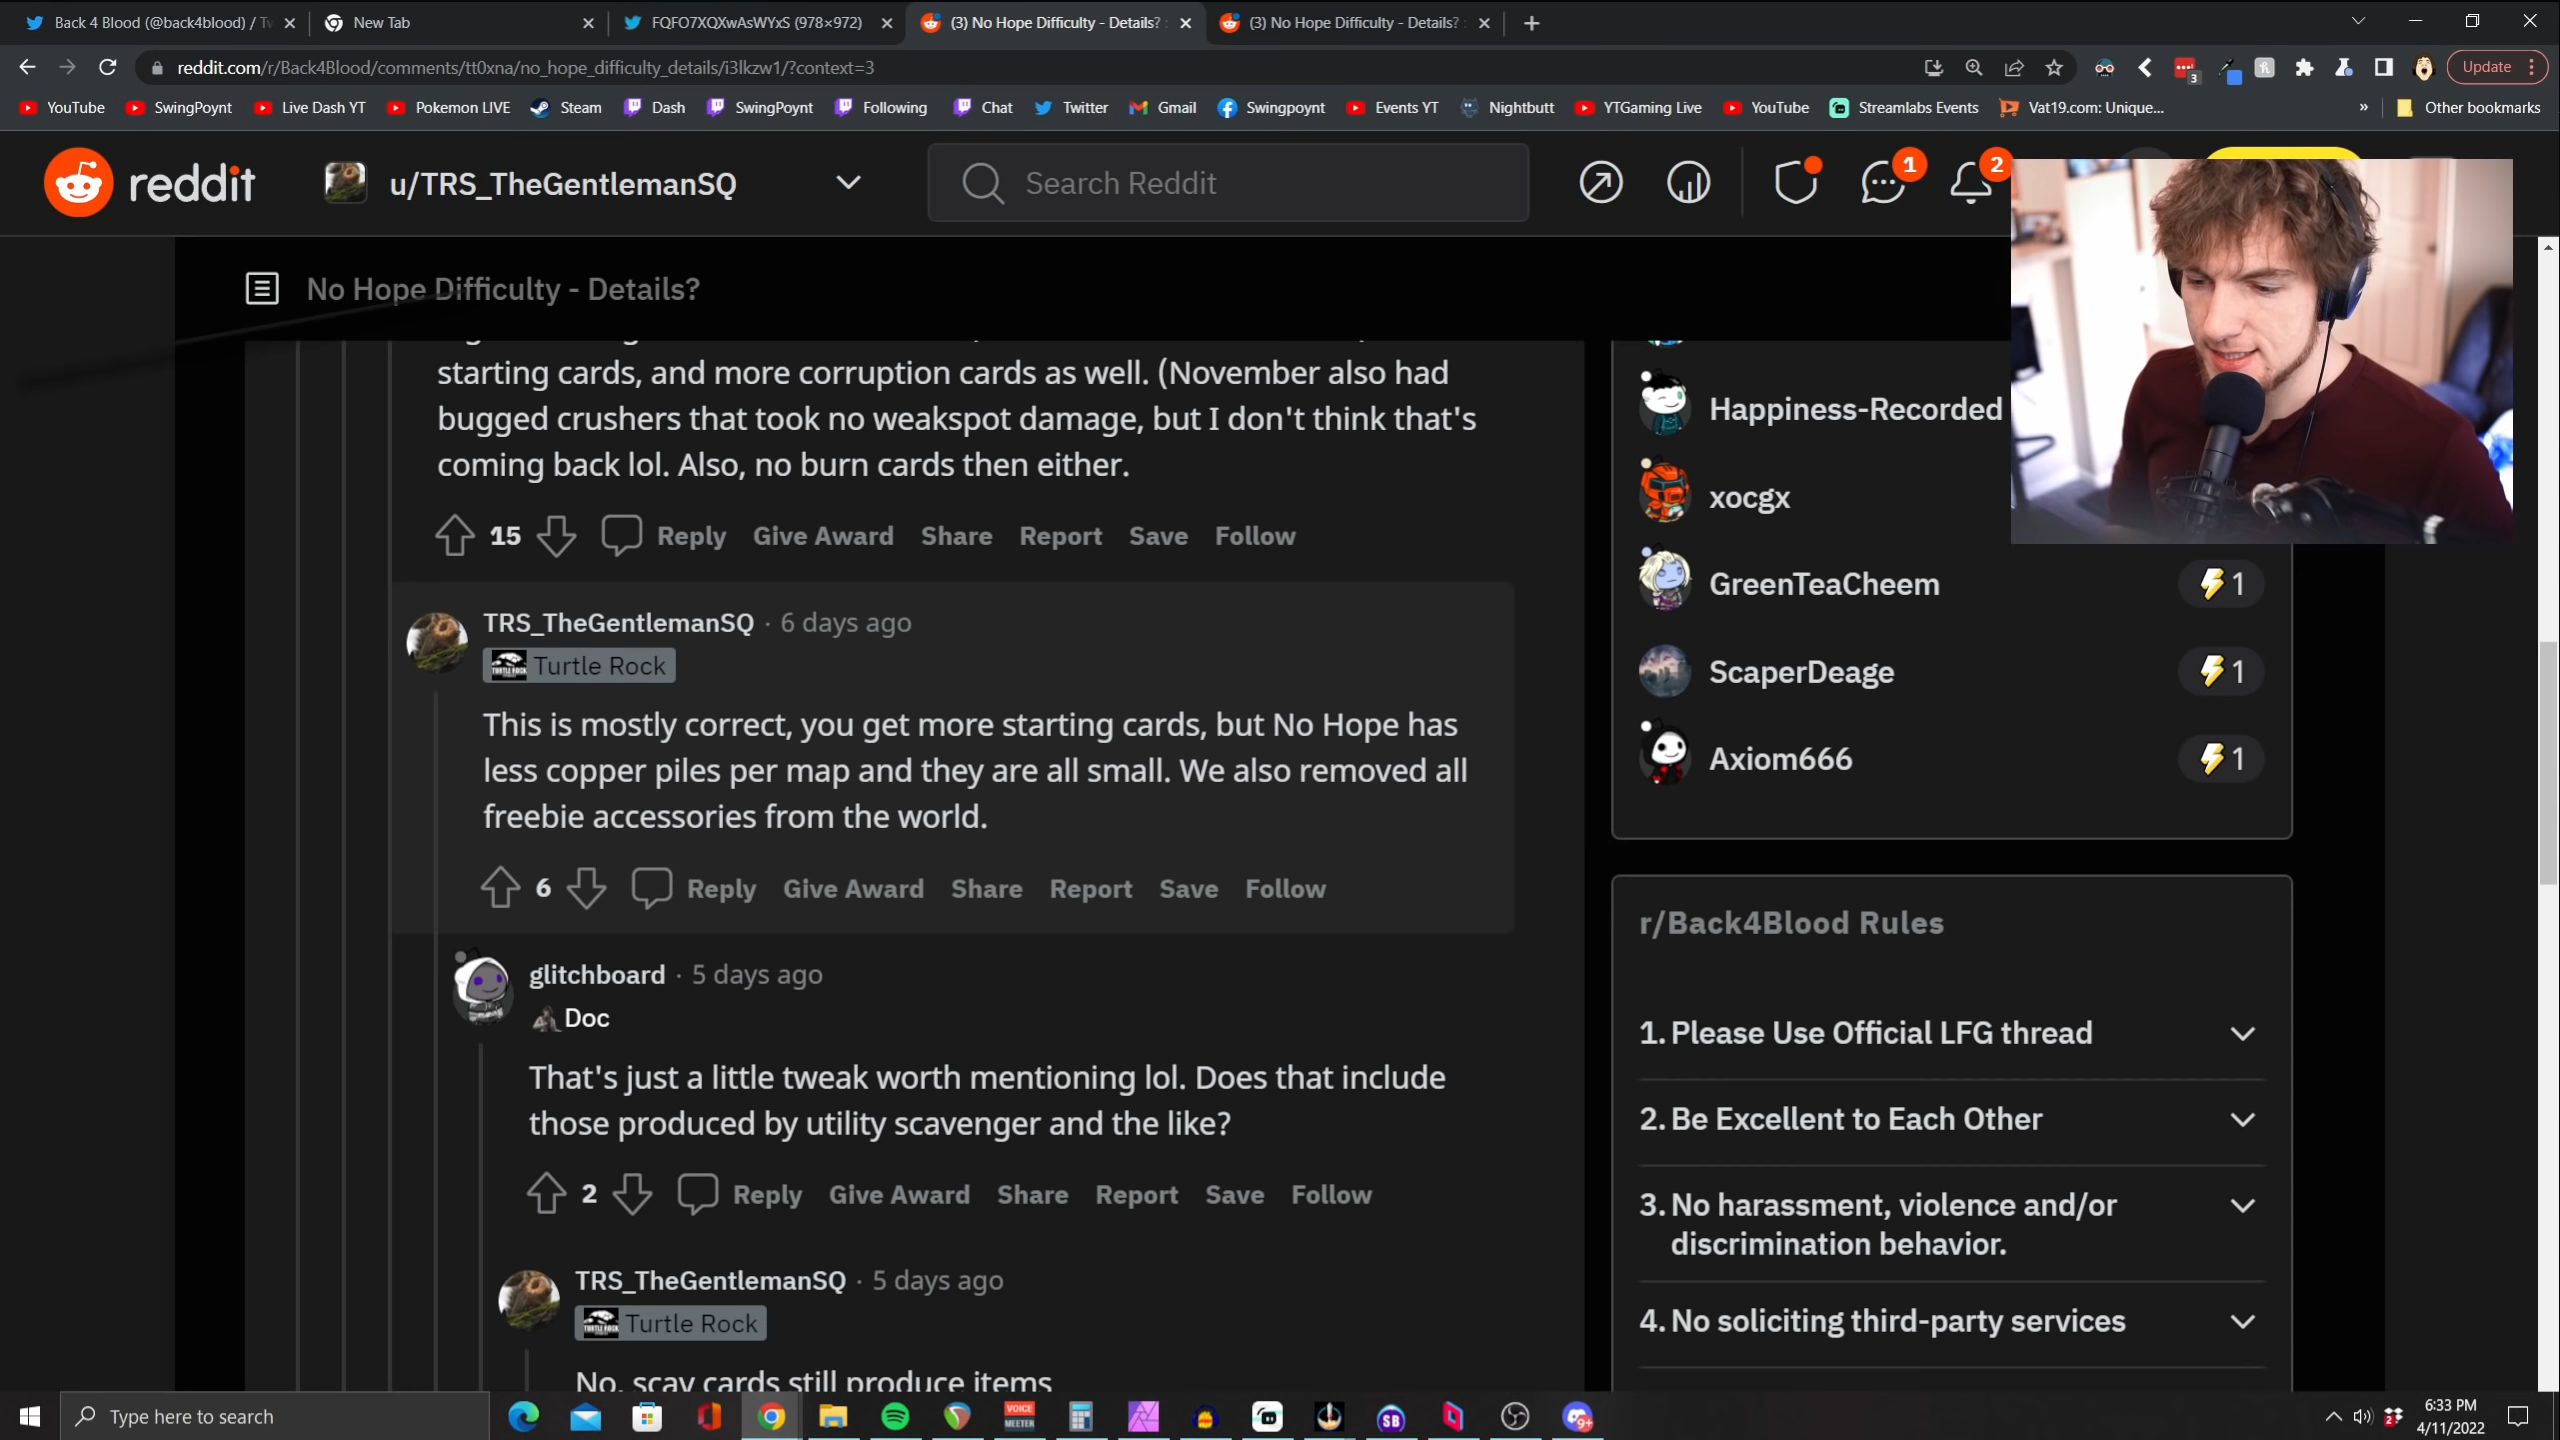 Back 4 Blood (@back4blood) / Tw
New Tab
FQFO7XQXwAsWYxS (978×972)
(3) No Hope Difficulty - Details? :
(3) No Hope Difficulty - Details? :
reddit.com/r/Back4Blood/comments/tt0xna/no_hope_difficulty_details/i3lkzw1/?context=3
3
Update
YouTube
SwingPoynt
Live Dash YT
Pokemon LIVE
Steam
Dash
SwingPoynt
Following
Chat
Twitter
Gmail
Swingpoynt
Events YT
Nightbutt
YTGaming Live
YouTube
Streamlabs Events
Vat19.com: Unique...
»
Other bookmarks
reddit
u/TRS_TheGentlemanSQ
Search Reddit
1
2
No Hope Difficulty - Details?
starting cards, and more corruption cards as well. (November also had
bugged crushers that took no weakspot damage, but I don't think that's
coming back lol. Also, no burn cards then either.
15 Reply Give Award Share Report Save Follow
TRS_TheGentlemanSQ · 6 days ago
Turtle Rock
This is mostly correct, you get more starting cards, but No Hope has
less copper piles per map and they are all small. We also removed all
freebie accessories from the world.
6 Reply Give Award Share Report Save Follow
glitchboard · 5 days ago
Doc
That's just a little tweak worth mentioning lol. Does that include
those produced by utility scavenger and the like?
2 Reply Give Award Share Report Save Follow
TRS_TheGentlemanSQ · 5 days ago
Turtle Rock
No, scav cards still produce items
Happiness-Recorded
xocgx
GreenTeaCheem
1
ScaperDeage
1
Axiom666
1
r/Back4Blood Rules
1. Please Use Official LFG thread
2. Be Excellent to Each Other
3. No harassment, violence and/or
discrimination behavior.
4. No soliciting third-party services
Type here to search
VOICE
MEETER
SB
9+
2
6:33 PM
4/11/2022